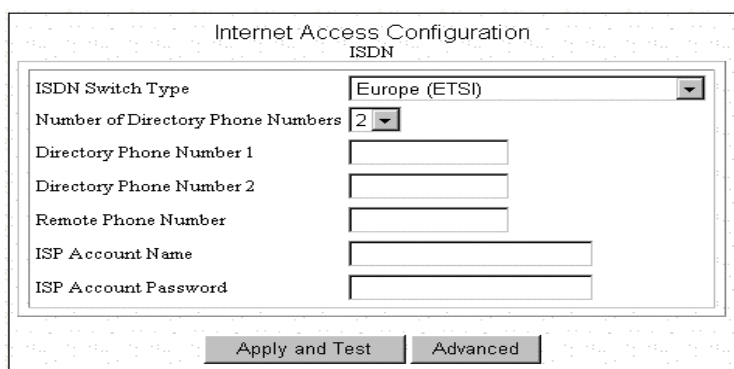 Internet Access Configuration
ISDN
ISDN Switch Type Europe (ETSI)
Number of Directory Phone Numbers 2
Directory Phone Number 1
Directory Phone Number 2
Remote Phone Number
ISP Account Name
ISP Account Password
Apply and Test Advanced